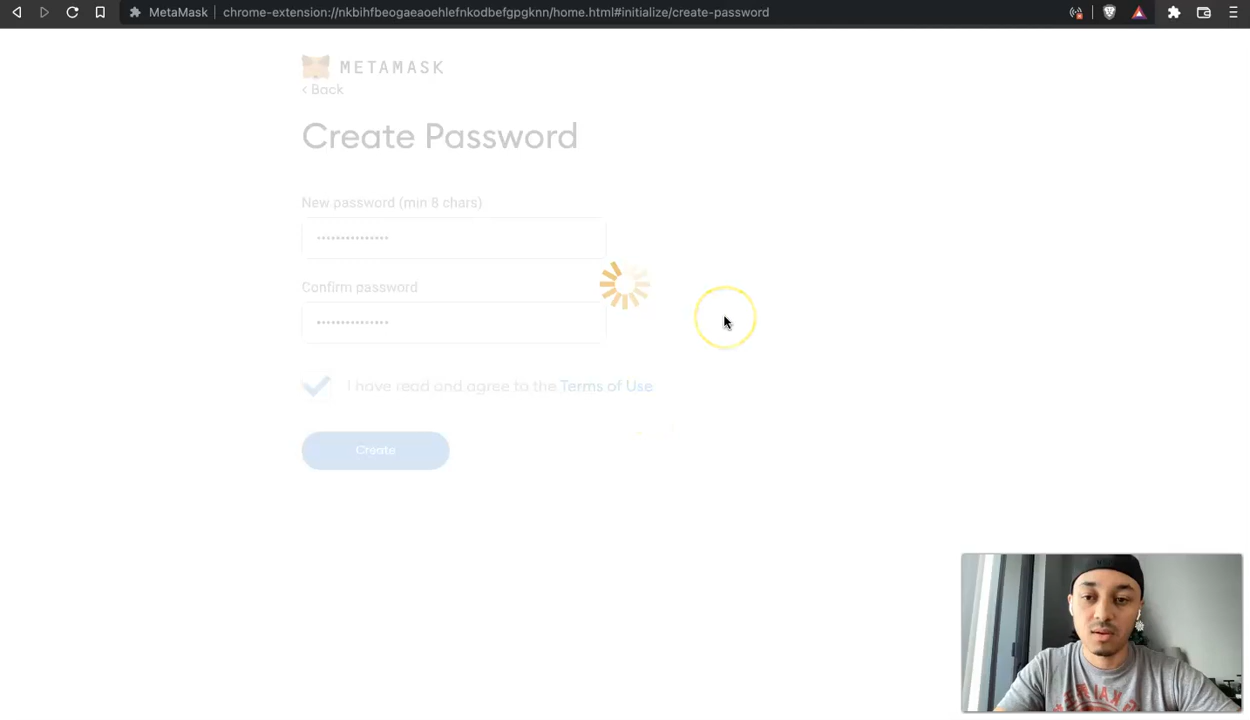 MetaMask
chrome-extension://nkbihfbeogaeaoehlefnkodbefgpgknn/home.html#initialize/create-password
METAMASK
‹ Back
Create Password
New password (min 8 chars)
•••••••••••••••
Confirm password
•••••••••••••••
I have read and agree to the Terms of Use
Create